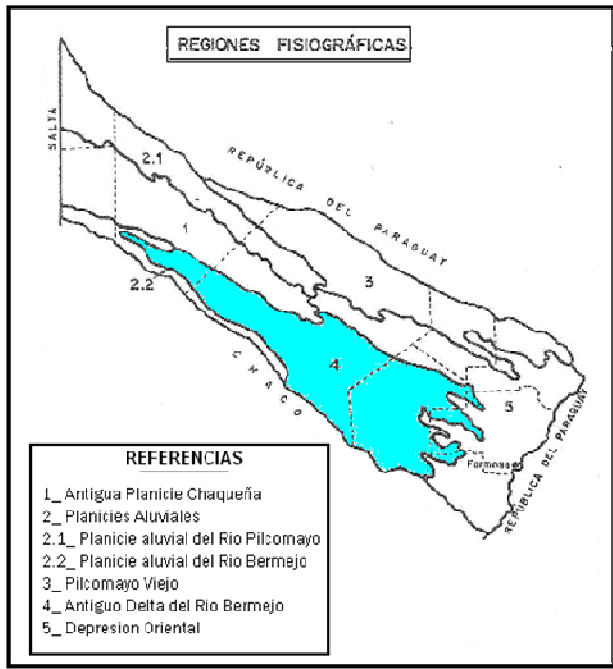 REGIONES FISIOGRÁFICAS
SALTA
2.1
REPÚBLICA DEL PARAGUAY
1
3
2.2
CHACO
4
5
Formosa
REPÚBLICA DEL PARAGUAY
REFERENCIAS
1_ Antigua Planicie Chaqueña
2_ Planicies Aluviales
2.1_ Planicie aluvial del Rio Pilcomayo
2.2_ Planicie aluvial del Rio Bermejo
3_ Pilcomayo Viejo
4_ Antiguo Delta del Rio Bermejo
5_ Depresion Oriental